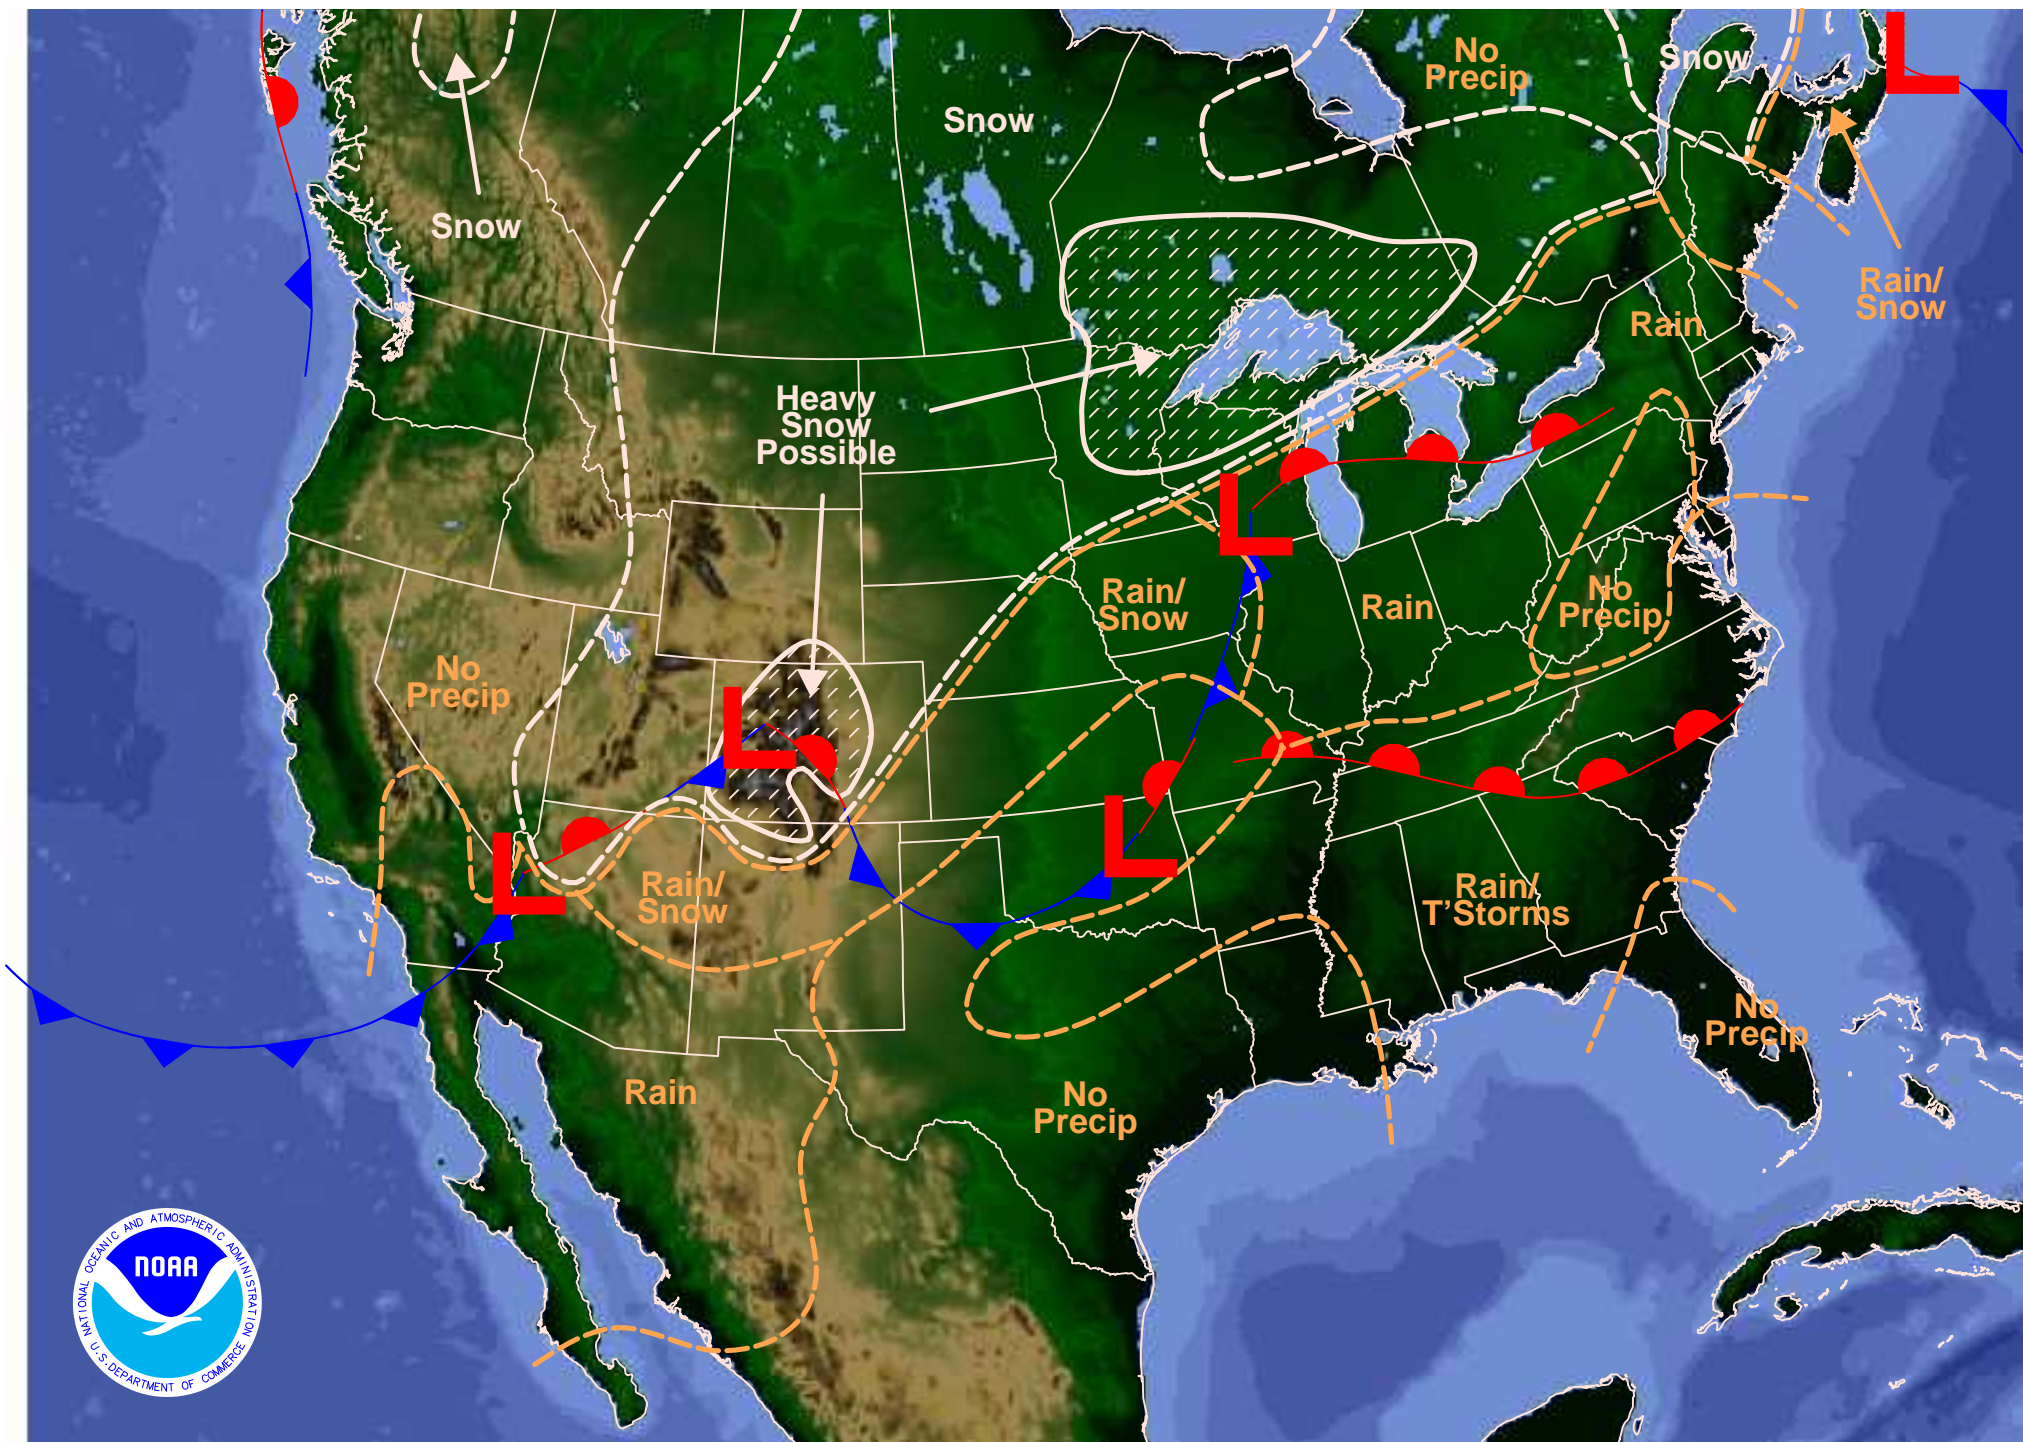 No
Precip
Snow
L
Snow
Snow
Rain/
Snow
Rain
Heavy
Snow
Possible
L
Rain/
Snow
Rain
No
Precip
No
Precip
L
L
L
Rain/
Snow
Rain/
T'Storms
No
Precip
Rain
No
Precip
NATIONAL OCEANIC AND ATMOSPHERIC ADMINISTRATION
NOAA
U.S. DEPARTMENT OF COMMERCE